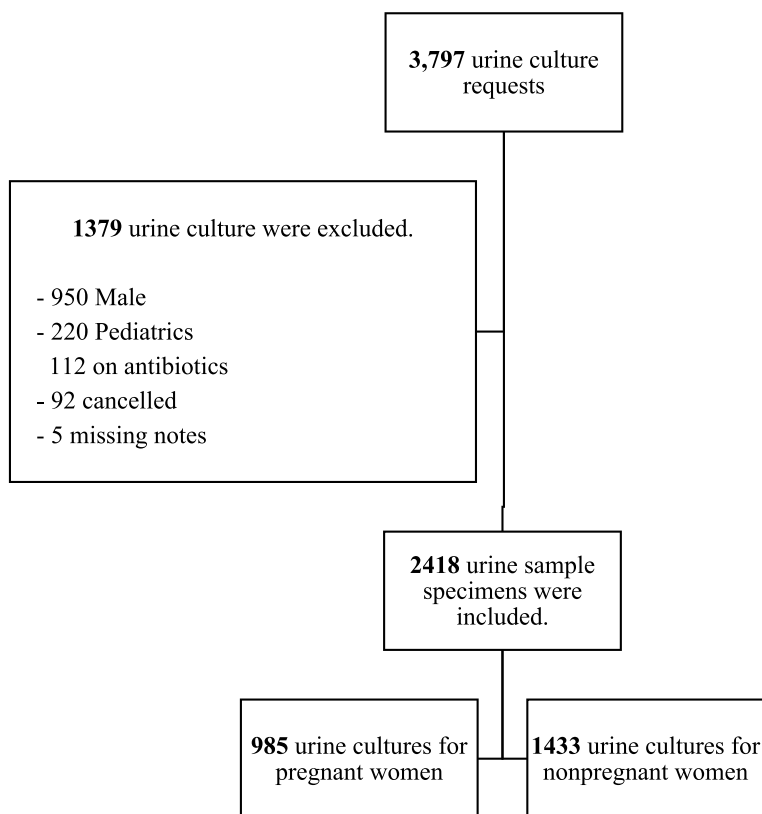 3,797 urine culture
requests
1379 urine culture were excluded.
- 950 Male
- 220 Pediatrics
112 on antibiotics
- 92 cancelled
- 5 missing notes
2418 urine sample
specimens were
included.
985 urine cultures for
pregnant women
1433 urine cultures for
nonpregnant women